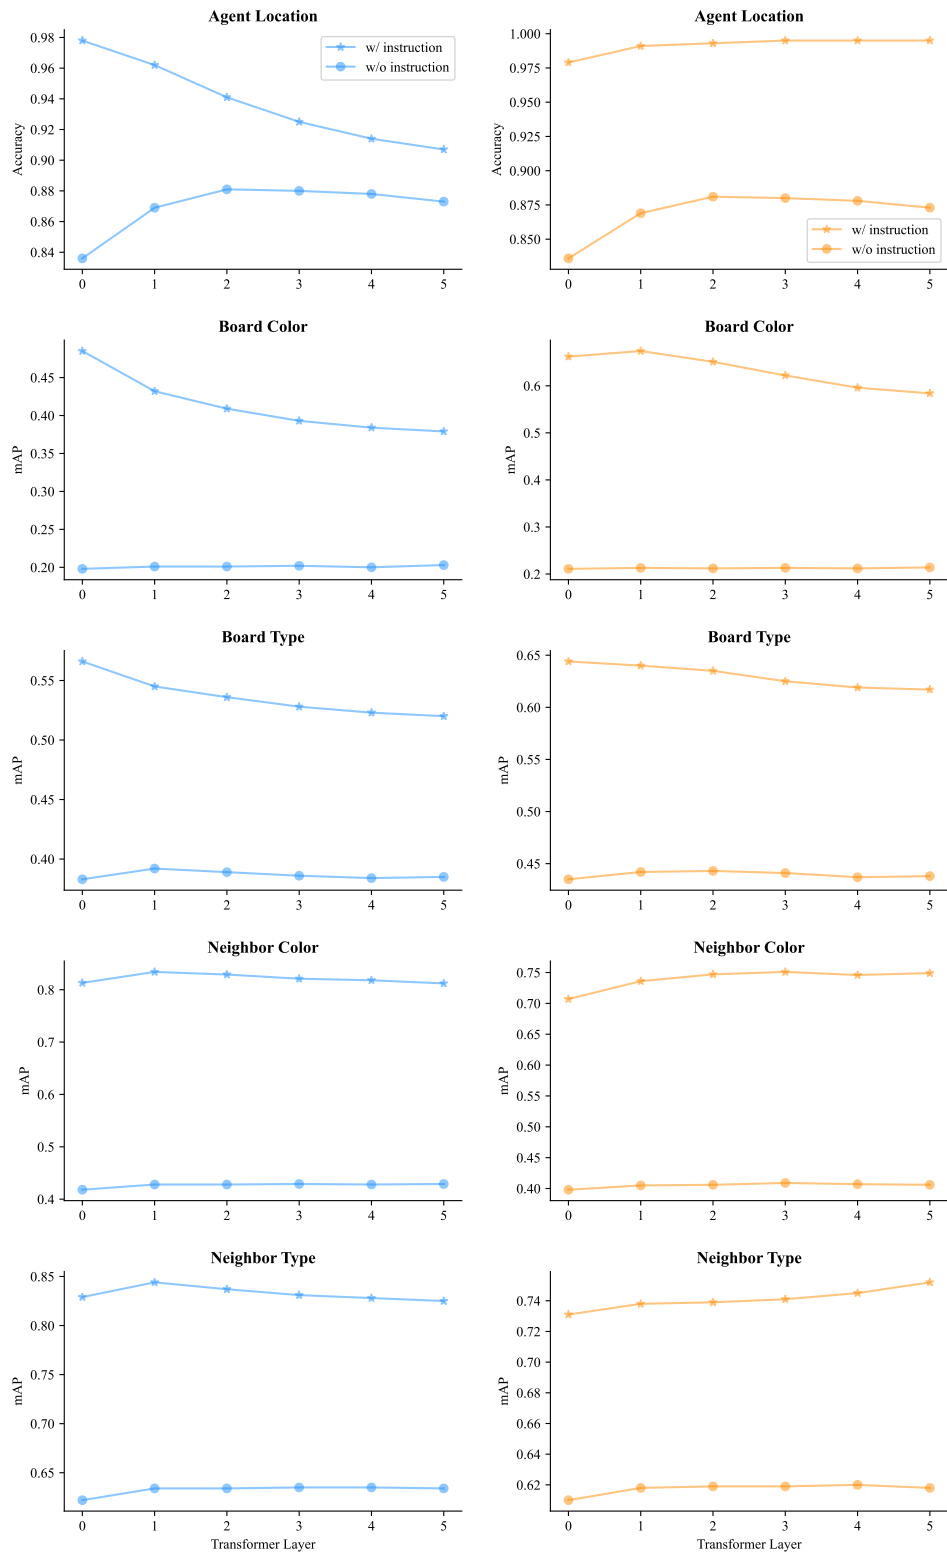 Agent Location
Accuracy
0.98
0.96
0.94
0.92
0.90
0.88
0.86
0.84
w/ instruction
w/o instruction
0 1 2 3 4 5
Agent Location
Accuracy
1.000
0.975
0.950
0.925
0.900
0.875
0.850
w/ instruction
w/o instruction
0 1 2 3 4 5
Board Color
mAP
0.45
0.40
0.35
0.30
0.25
0.20
0 1 2 3 4 5
Board Color
mAP
0.6
0.5
0.4
0.3
0.2
0 1 2 3 4 5
Board Type
mAP
0.55
0.50
0.45
0.40
0 1 2 3 4 5
Board Type
mAP
0.65
0.60
0.55
0.50
0.45
0 1 2 3 4 5
Neighbor Color
mAP
0.8
0.7
0.6
0.5
0.4
0 1 2 3 4 5
Neighbor Color
mAP
0.75
0.70
0.65
0.60
0.55
0.50
0.45
0.40
0 1 2 3 4 5
Neighbor Type
mAP
0.85
0.80
0.75
0.70
0.65
0 1 2 3 4 5
Transformer Layer
Neighbor Type
mAP
0.74
0.72
0.70
0.68
0.66
0.64
0.62
0 1 2 3 4 5
Transformer Layer